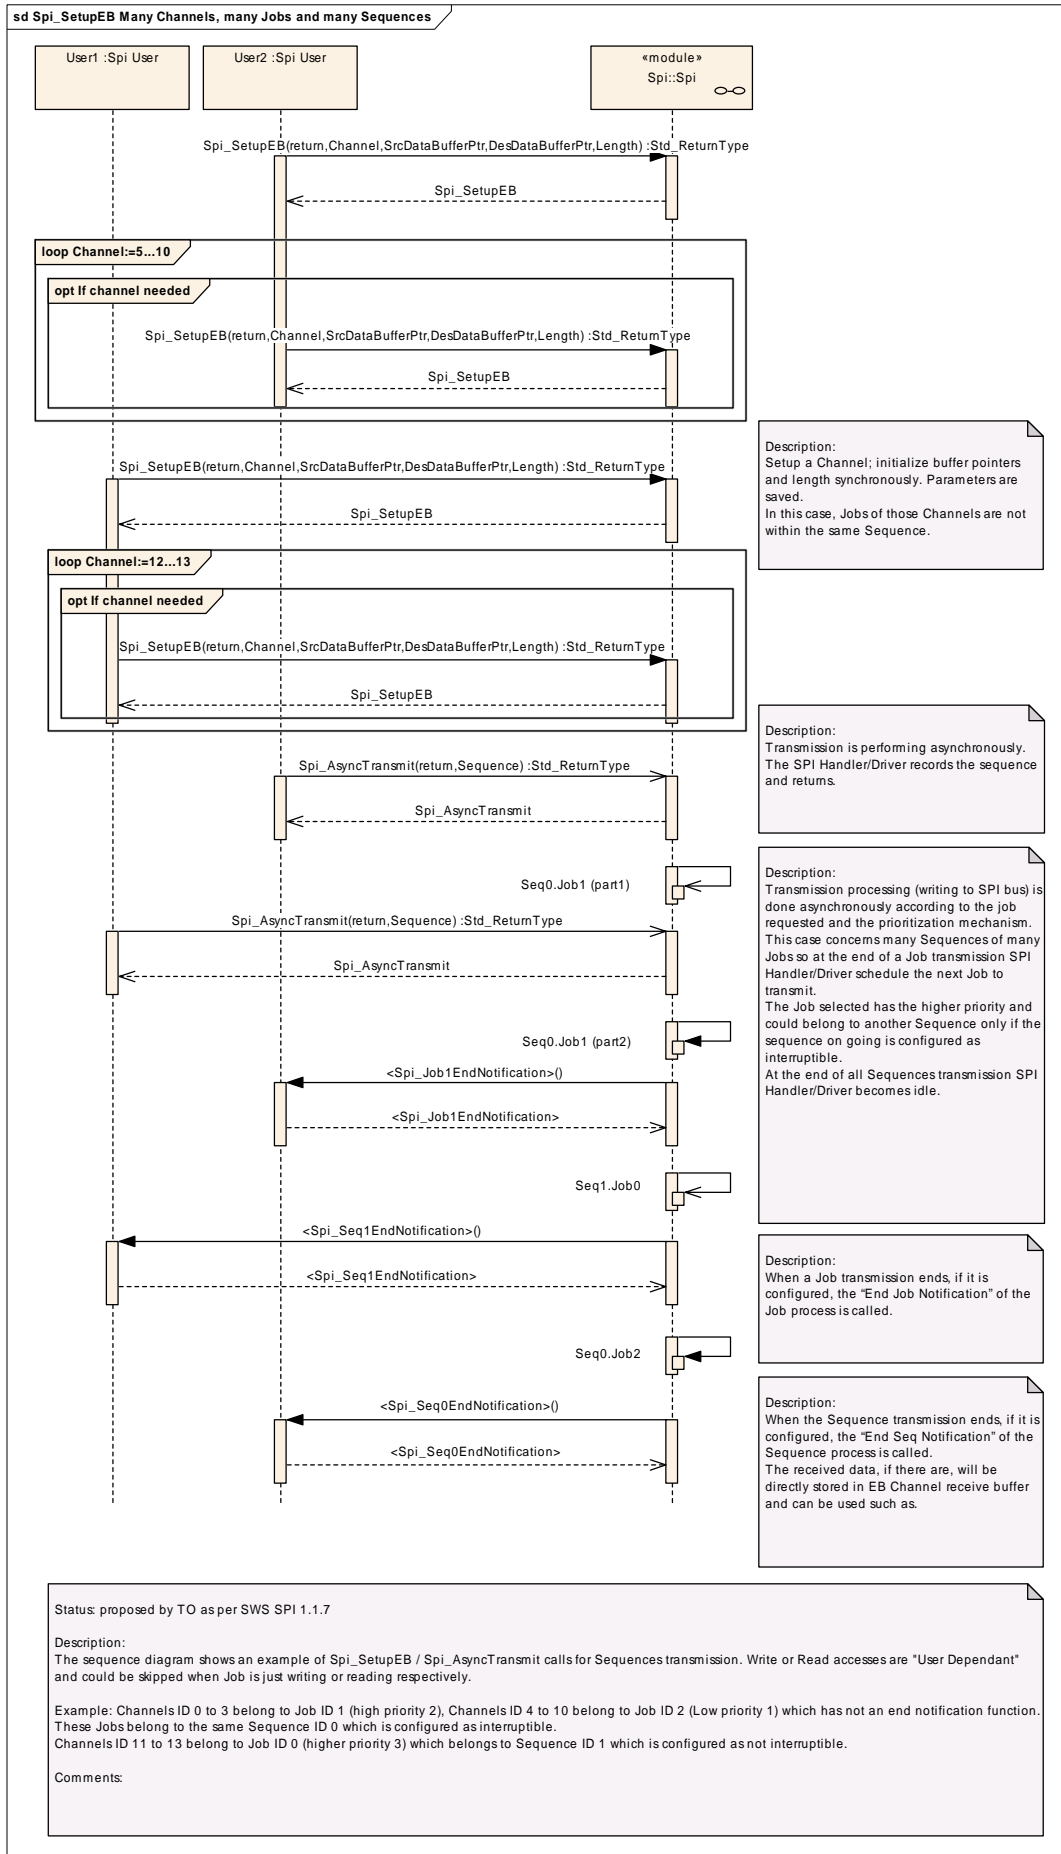 sd Spi_SetupEB Many Channels, many Jobs and many Sequences
User1 :Spi User
User2 :Spi User
«module»
Spi::Spi
Spi_SetupEB(return,Channel,SrcDataBufferPtr,DesDataBufferPtr,Length) :Std_ReturnType
Spi_SetupEB
loop Channel:=5...10
opt If channel needed
Spi_SetupEB(return,Channel,SrcDataBufferPtr,DesDataBufferPtr,Length) :Std_ReturnType
Spi_SetupEB
Description:
Setup a Channel; initialize buffer pointers
and length synchronously. Parameters are
saved.
In this case, Jobs of those Channels are not
within the same Sequence.
Spi_SetupEB(return,Channel,SrcDataBufferPtr,DesDataBufferPtr,Length) :Std_ReturnType
Spi_SetupEB
loop Channel:=12...13
opt If channel needed
Spi_SetupEB(return,Channel,SrcDataBufferPtr,DesDataBufferPtr,Length) :Std_ReturnType
Spi_SetupEB
Description:
Transmission is performing asynchronously.
The SPI Handler/Driver records the sequence
and returns.
Spi_AsyncTransmit(return,Sequence) :Std_ReturnType
Spi_AsyncTransmit
Description:
Transmission processing (writing to SPI bus) is
done asynchronously according to the job
requested and the prioritization mechanism.
This case concerns many Sequences of many
Jobs so at the end of a Job transmission SPI
Handler/Driver schedule the next Job to
transmit.
The Job selected has the higher priority and
could belong to another Sequence only if the
sequence on going is configured as
interruptible.
At the end of all Sequences transmission SPI
Handler/Driver becomes idle.
Seq0.Job1 (part1)
Spi_AsyncTransmit(return,Sequence) :Std_ReturnType
Spi_AsyncTransmit
Seq0.Job1 (part2)
<Spi_Job1EndNotification>()
<Spi_Job1EndNotification>
Seq1.Job0
<Spi_Seq1EndNotification>()
<Spi_Seq1EndNotification>
Description:
When a Job transmission ends, if it is
configured, the “End Job Notification” of the
Job process is called.
Seq0.Job2
Description:
When the Sequence transmission ends, if it is
configured, the “End Seq Notification” of the
Sequence process is called.
The received data, if there are, will be
directly stored in EB Channel receive buffer
and can be used such as.
<Spi_Seq0EndNotification>()
<Spi_Seq0EndNotification>
Status: proposed by TO as per SWS SPI 1.1.7
Description:
The sequence diagram shows an example of Spi_SetupEB / Spi_AsyncTransmit calls for Sequences transmission. Write or Read accesses are "User Dependant"
and could be skipped when Job is just writing or reading respectively.
Example: Channels ID 0 to 3 belong to Job ID 1 (high priority 2), Channels ID 4 to 10 belong to Job ID 2 (Low priority 1) which has not an end notification function.
These Jobs belong to the same Sequence ID 0 which is configured as interruptible.
Channels ID 11 to 13 belong to Job ID 0 (higher priority 3) which belongs to Sequence ID 1 which is configured as not interruptible.
Comments: